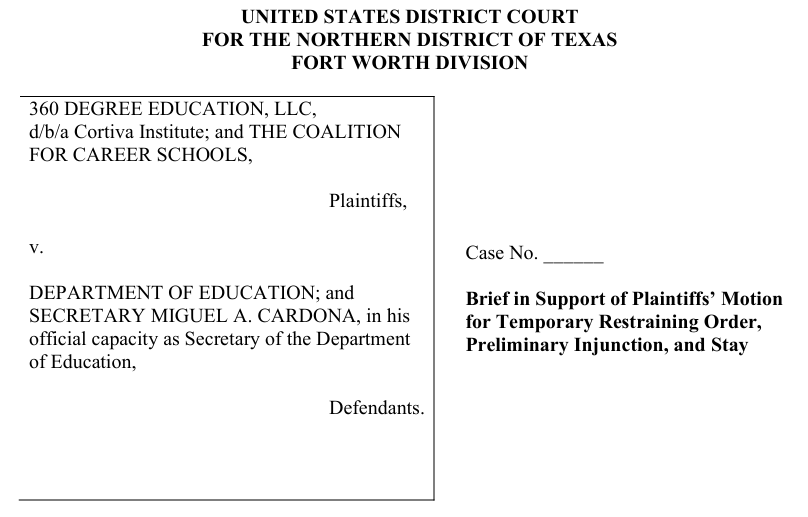 UNITED STATES DISTRICT COURT
FOR THE NORTHERN DISTRICT OF TEXAS
FORT WORTH DIVISION
360 DEGREE EDUCATION, LLC,
d/b/a Cortiva Institute; and THE COALITION
FOR CAREER SCHOOLS,
Plaintiffs,
v.
DEPARTMENT OF EDUCATION; and
SECRETARY MIGUEL A. CARDONA, in his
official capacity as Secretary of the Department
of Education,
Defendants.
Case No. ______
Brief in Support of Plaintiffs’ Motion
for Temporary Restraining Order,
Preliminary Injunction, and Stay